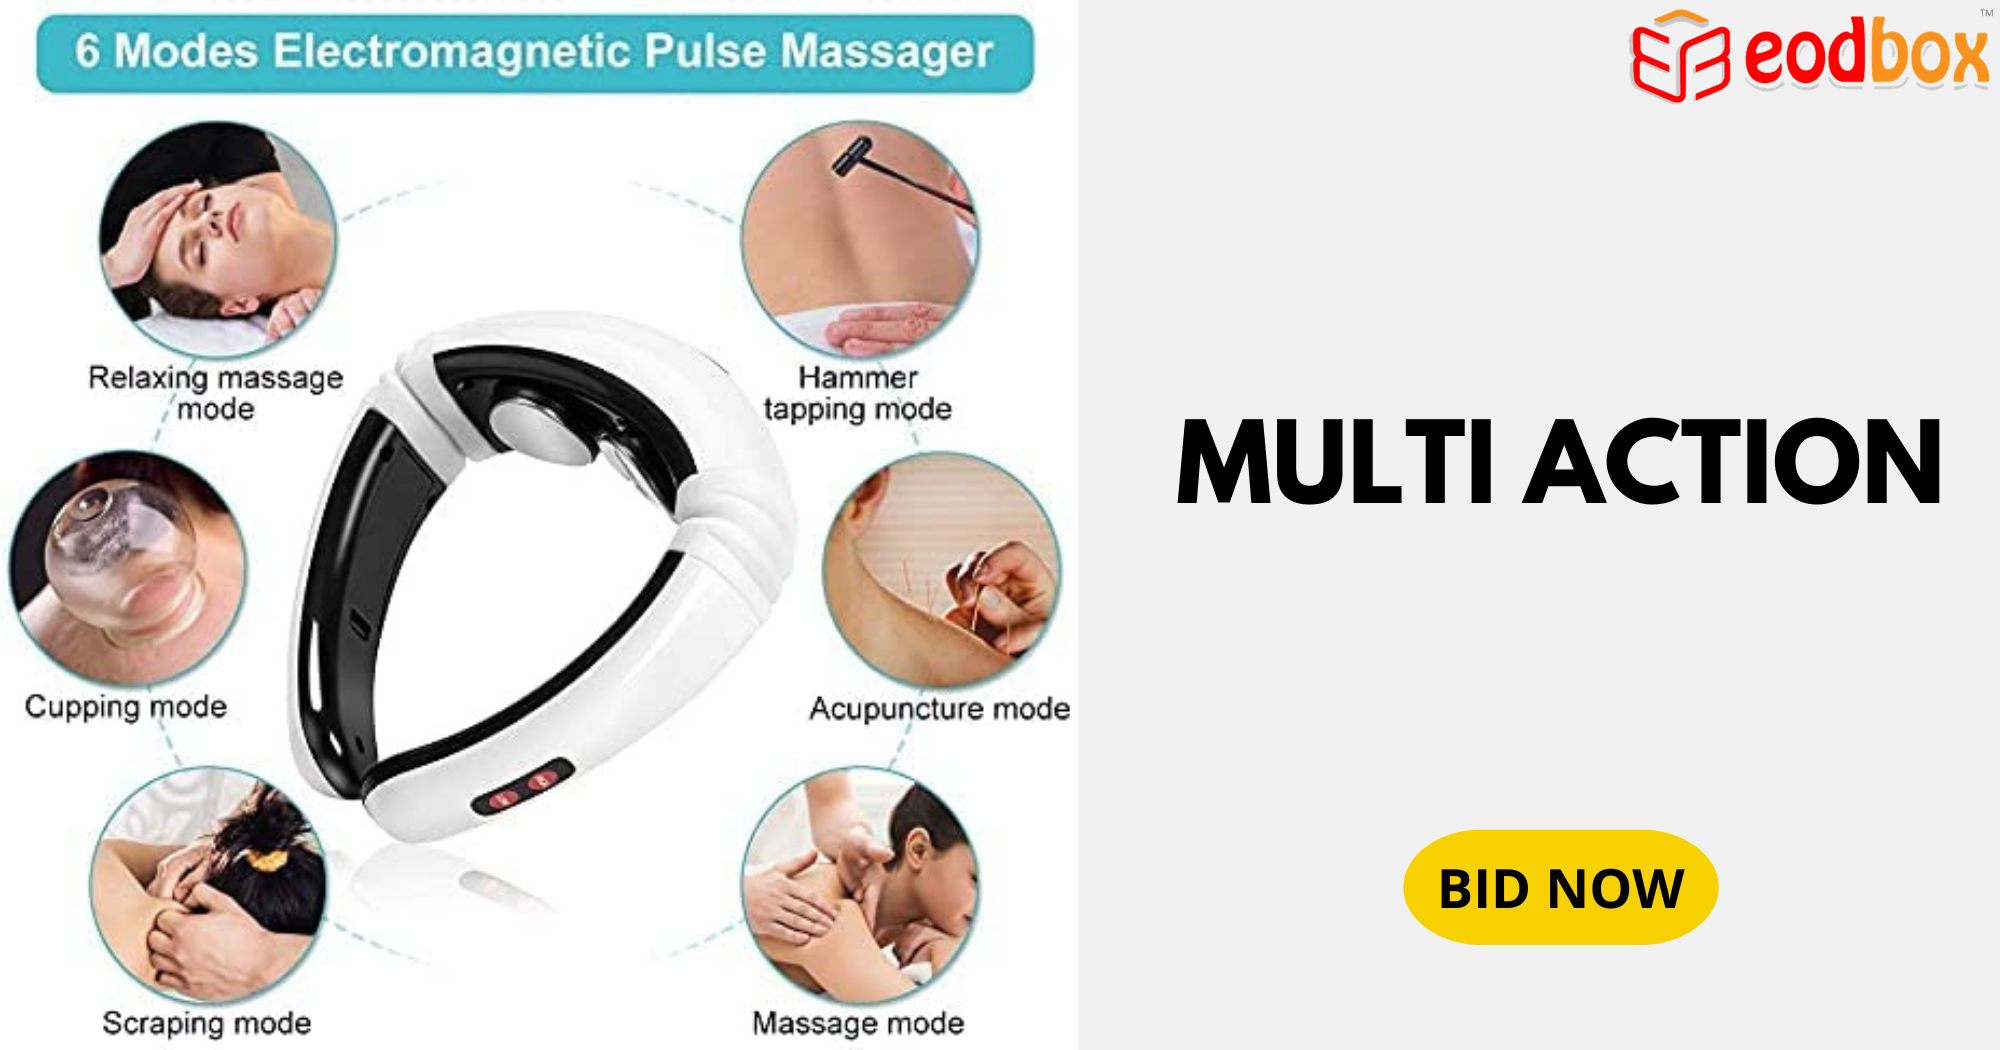 6 Modes Electromagnetic Pulse Massager
eodbox™
Relaxing massage
mode
Hammer
tapping mode
MULTI ACTION
Cupping mode
Acupuncture mode
BID NOW
Scraping mode
Massage mode